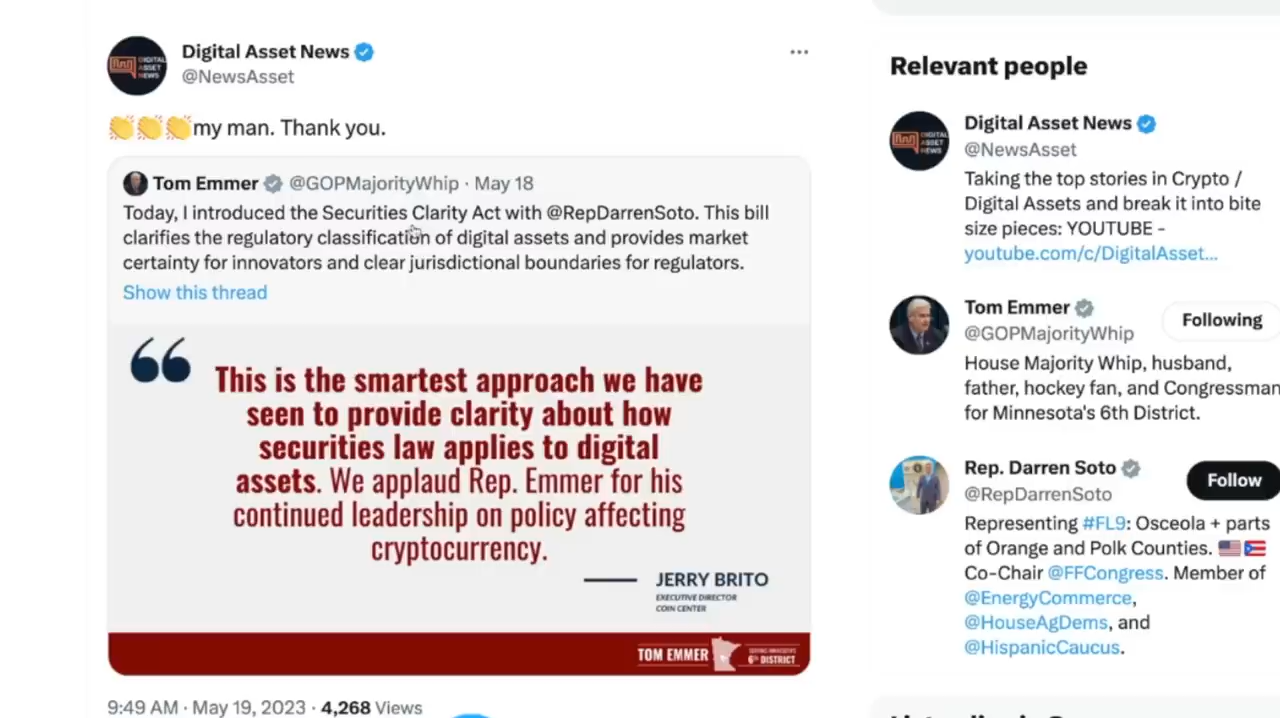 Digital Asset News
@NewsAsset
👏👏👏my man. Thank you.
Tom Emmer @GOPMajorityWhip · May 18
Today, I introduced the Securities Clarity Act with @RepDarrenSoto. This bill
clarifies the regulatory classification of digital assets and provides market
certainty for innovators and clear jurisdictional boundaries for regulators.
Show this thread
“
This is the smartest approach we have
seen to provide clarity about how
securities law applies to digital
assets. We applaud Rep. Emmer for his
continued leadership on policy affecting
cryptocurrency.
JERRY BRITO
EXECUTIVE DIRECTOR
COIN CENTER
TOM EMMER
6TH DISTRICT
9:49 AM · May 19, 2023 · 4,268 Views
Relevant people
Digital Asset News
@NewsAsset
Taking the top stories in Crypto /
Digital Assets and break it into bite
size pieces: YOUTUBE -
youtube.com/c/DigitalAsset...
Tom Emmer
@GOPMajorityWhip
Following
House Majority Whip, husband,
father, hockey fan, and Congressman
for Minnesota's 6th District.
Rep. Darren Soto
@RepDarrenSoto
Follow
Representing #FL9: Osceola + parts
of Orange and Polk Counties. 🇺🇸🇵🇷
Co-Chair @FFCongress. Member of
@EnergyCommerce,
@HouseAgDems, and
@HispanicCaucus.